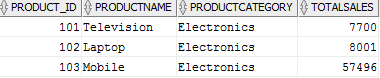 PRODUCT_ID PRODUCTNAME PRODUCTCATEGORY TOTALSALES
101 Television Electronics 7700
102 Laptop Electronics 8001
103 Mobile Electronics 57496